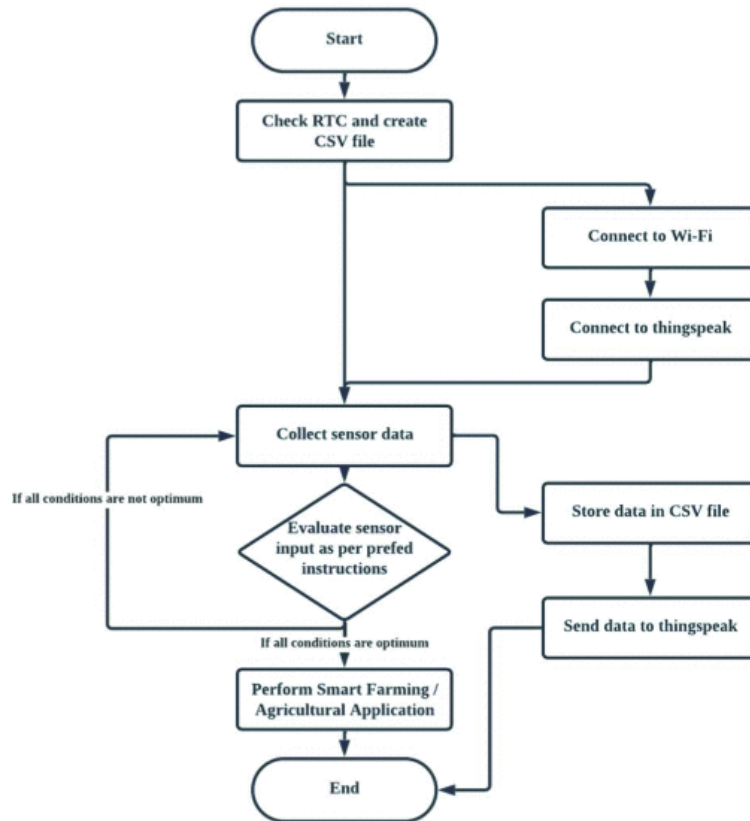 Start
Check RTC and create
CSV file
Connect to Wi-Fi
Connect to thingspeak
Collect sensor data
If all conditions are not optimum
Store data in CSV file
Evaluate sensor
input as per prefed
instructions
Send data to thingspeak
If all conditions are optimum
Perform Smart Farming /
Agricultural Application
End